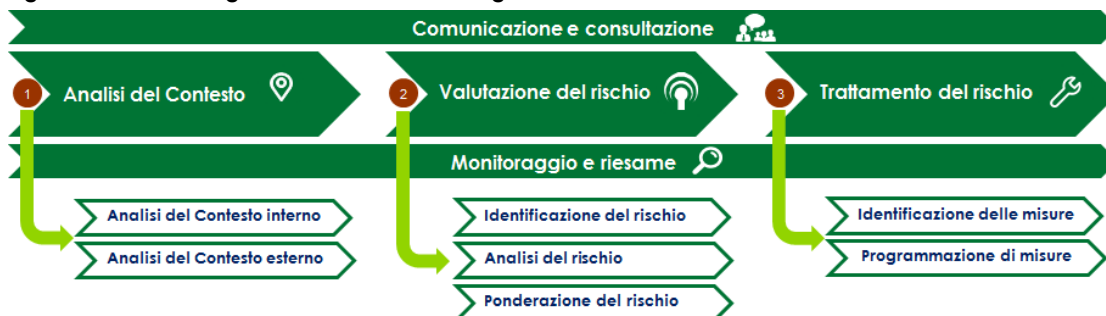 Comunicazione e consultazione
1
Analisi del Contesto
2
Valutazione del rischio
3
Trattamento del rischio
Monitoraggio e riesame
Analisi del Contesto interno
Analisi del Contesto esterno
Identificazione del rischio
Analisi del rischio
Ponderazione del rischio
Identificazione delle misure
Programmazione di misure